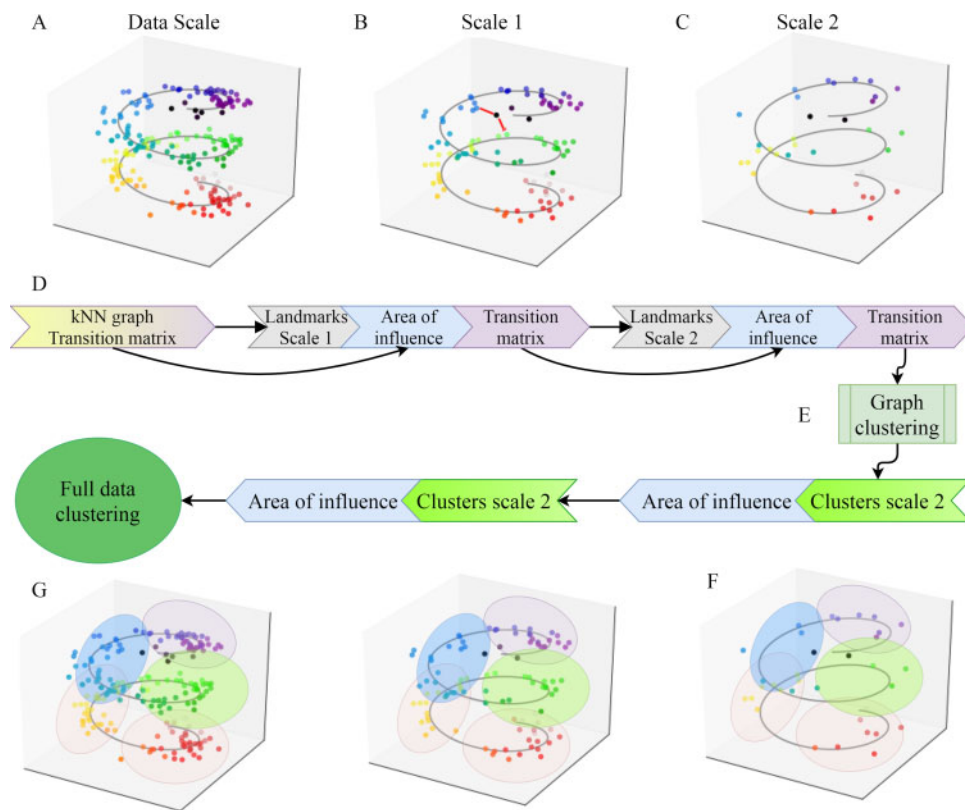 A
Data Scale
B
Scale 1
C
Scale 2
D
kNN graph
Transition matrix
Landmarks
Scale 1
Area of
influence
Transition
matrix
Landmarks
Scale 2
Area of
influence
Transition
matrix
E
Graph
clustering
Full data
clustering
Area of influence
Clusters scale 2
Area of influence
Clusters scale 2
G
F